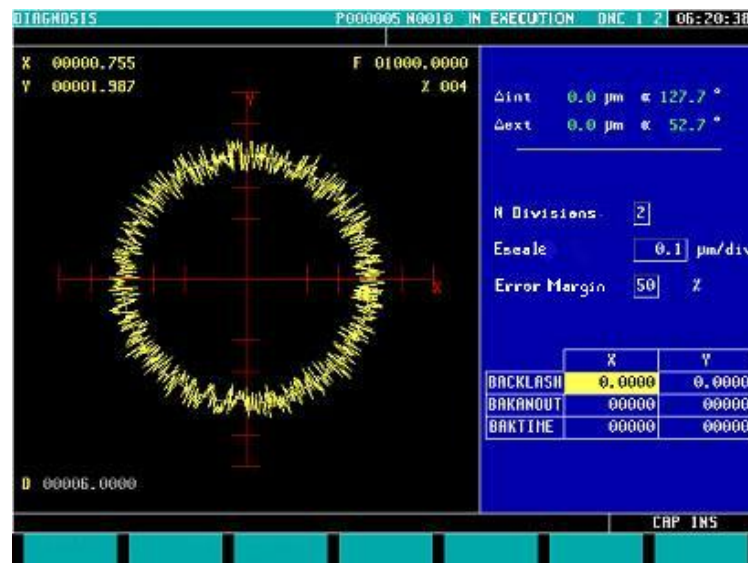 DIAGNOSIS P000005 N0010 IN EXECUTION DNC 1 2 06:20:38
X 00000.755 F 01000.0000
Y 00001.987 % 004
Y
Δint 0.0 µm ∝ 127.7 °
Δext 0.0 µm ∝ 52.7 °
N Divisions 2
Escale 0.1 µm/div
Error Margin 50 %
X
X Y
BACKLASH 0.0000 0.0000
BAKANOUT 00000 00000
BAKTIME 00000 00000
D 00006.0000
CAP INS